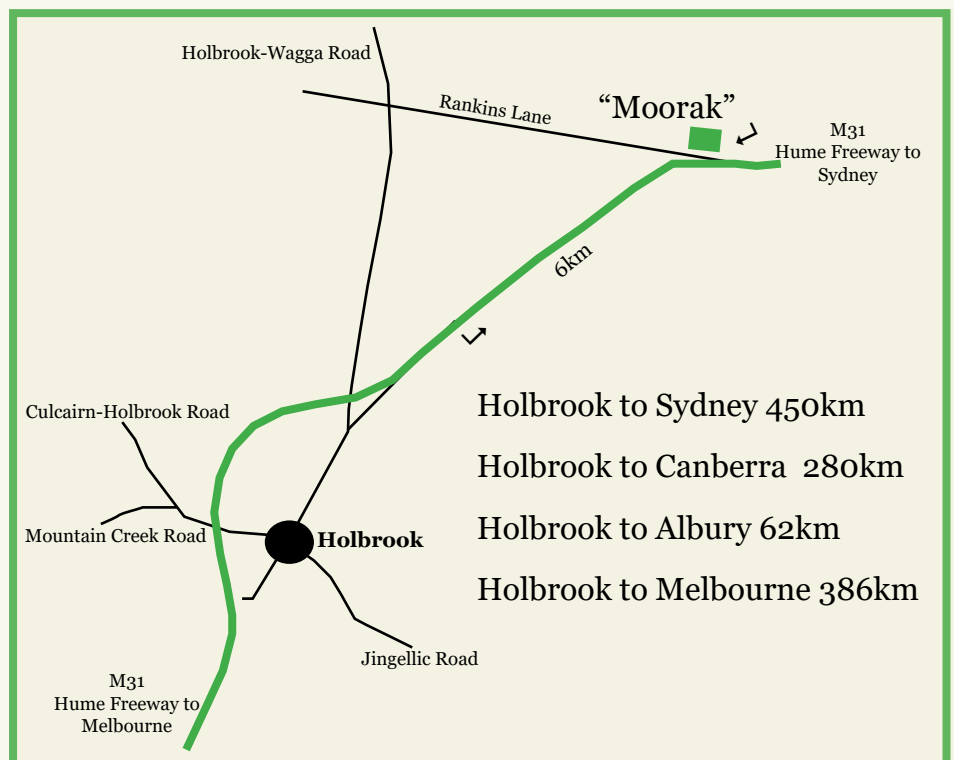 Holbrook-Wagga Road
Rankins Lane
“Moorak”
M31
Hume Freeway to
Sydney
6km
Culcairn-Holbrook Road
Holbrook to Sydney 450km
Holbrook to Canberra  280km
Mountain Creek Road
Holbrook
Holbrook to Albury 62km
Holbrook to Melbourne 386km
Jingellic Road
M31
Hume Freeway to
Melbourne